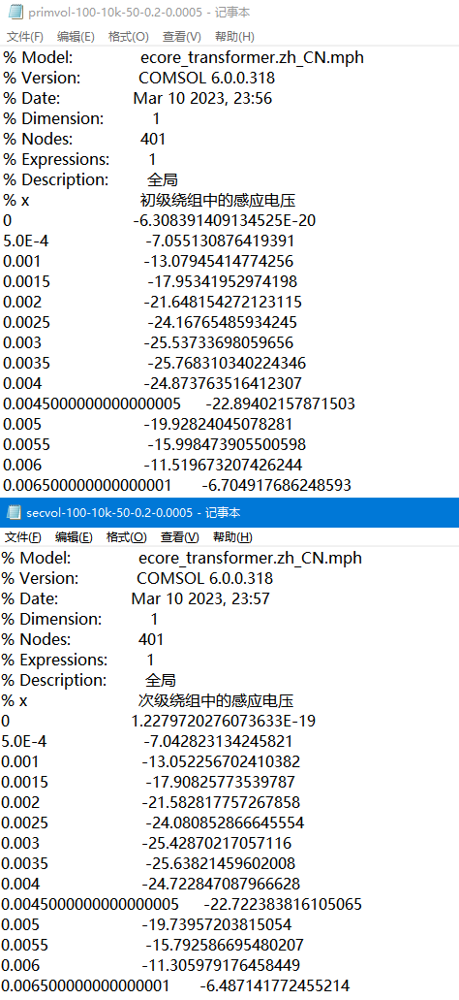 primvol-100-10k-50-0.2-0.0005 - 记事本
文件(F) 编辑(E) 格式(O) 查看(V) 帮助(H)
% Model: ecore_transformer.zh_CN.mph
% Version: COMSOL 6.0.0.318
% Date: Mar 10 2023, 23:56
% Dimension: 1
% Nodes: 401
% Expressions: 1
% Description: 全局
% x 初级绕组中的感应电压
0 -6.308391409134525E-20
5.0E-4 -7.055130876419391
0.001 -13.07945414774256
0.0015 -17.95341952974198
0.002 -21.648154272123115
0.0025 -24.16765485934245
0.003 -25.53733698059656
0.0035 -25.768310340224346
0.004 -24.873763516412307
0.0045000000000000005 -22.89402157871503
0.005 -19.92824045078281
0.0055 -15.998473905500598
0.006 -11.519673207426244
0.006500000000000001 -6.704917686248593
secvol-100-10k-50-0.2-0.0005 - 记事本
文件(F) 编辑(E) 格式(O) 查看(V) 帮助(H)
% Model: ecore_transformer.zh_CN.mph
% Version: COMSOL 6.0.0.318
% Date: Mar 10 2023, 23:57
% Dimension: 1
% Nodes: 401
% Expressions: 1
% Description: 全局
% x 次级绕组中的感应电压
0 1.2279720276073633E-19
5.0E-4 -7.042823134245821
0.001 -13.052256702410382
0.0015 -17.90825773539787
0.002 -21.582817757267858
0.0025 -24.080852866645554
0.003 -25.42870217057116
0.0035 -25.63821459602008
0.004 -24.722847087966628
0.0045000000000000005 -22.722383816105065
0.005 -19.73957203815054
0.0055 -15.792586695480207
0.006 -11.305979176458449
0.006500000000000001 -6.487141772455214